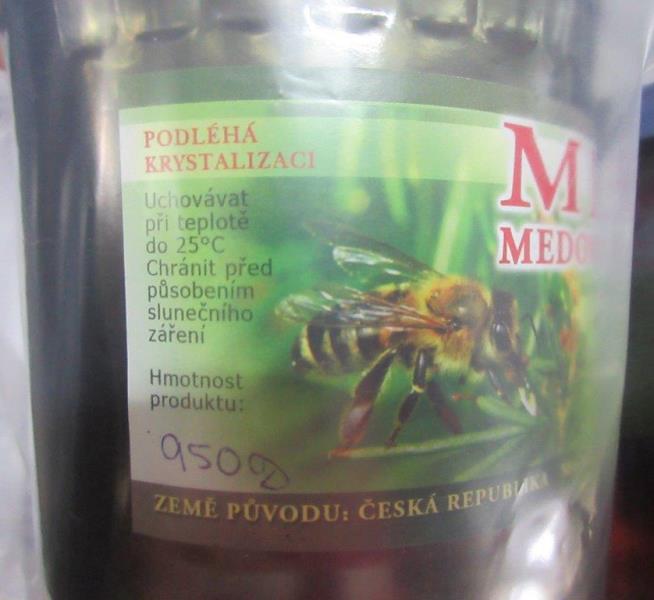 PODLÉHÁ
KRYSTALIZACI
Uchovávat
při teplotě
do 25°C
Chránit před
působením
slunečního
záření
Hmotnost
produktu:
950g
M
MEDO
ZEMĚ PŮVODU: ČESKÁ REPUBLIKA